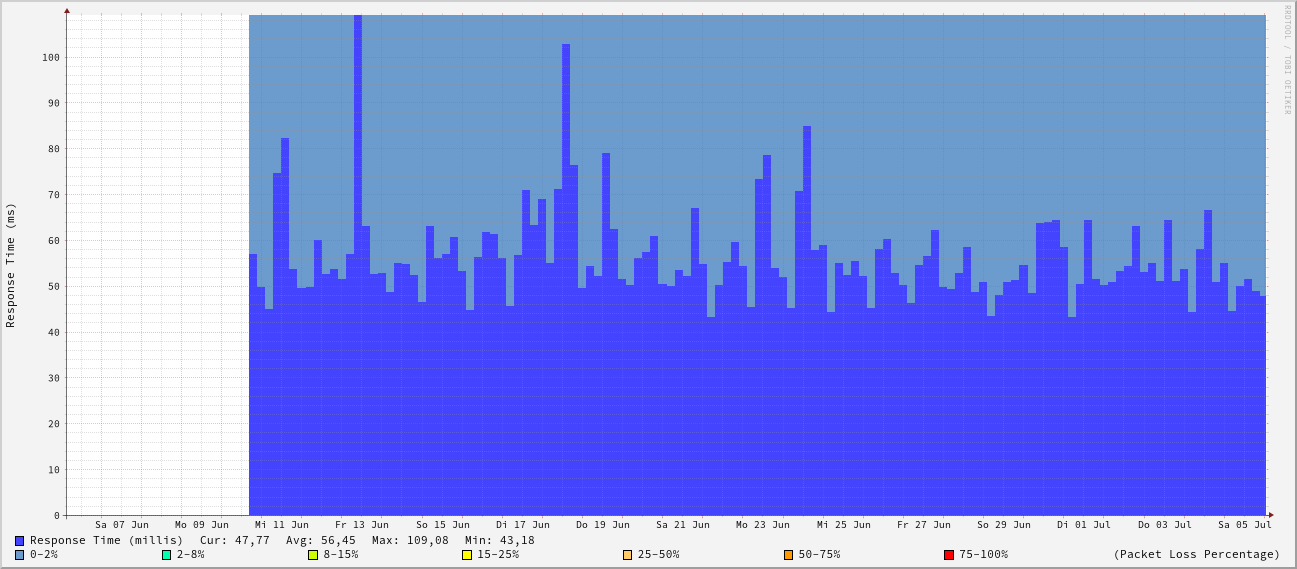 RRDTOOL / TOBI OETIKER
Response Time (ms)
100
90
80
70
60
50
40
30
20
10
0
Sa 07 Jun Mo 09 Jun Mi 11 Jun Fr 13 Jun So 15 Jun Di 17 Jun Do 19 Jun Sa 21 Jun Mo 23 Jun Mi 25 Jun Fr 27 Jun So 29 Jun Di 01 Jul Do 03 Jul Sa 05 Jul
Response Time (millis) Cur: 47,77 Avg: 56,45 Max: 109,08 Min: 43,18
0-2% 2-8% 8-15% 15-25% 25-50% 50-75% 75-100% (Packet Loss Percentage)